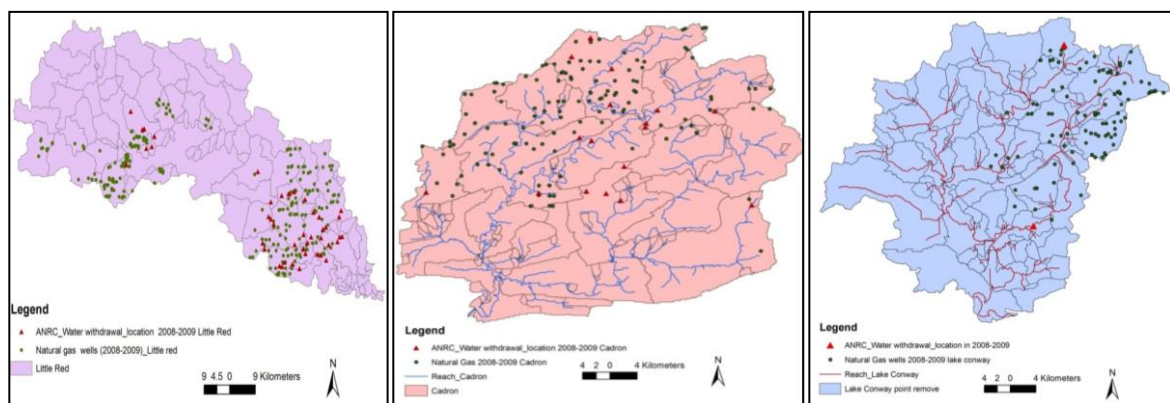 Legend
ANRC_Water withdrawal_location 2008-2009 Little Red
Natural gas wells (2008-2009)_Little red
Little Red
9 4.5 0 9 Kilometers
N
Legend
ANRC_Water withdrawal_location 2008-2009 Cadron
Natural Gas 2008-2009 Cadron
Reach_Cadron
Cadron
4 2 0 4 Kilometers
N
Legend
ANRC_Water withdrawal_location in 2008-2009
Natural Gas wells 2008-2009 lake conway
Reach_Lake Conway
Lake Conway point remove
4 2 0 4 Kilometers
N